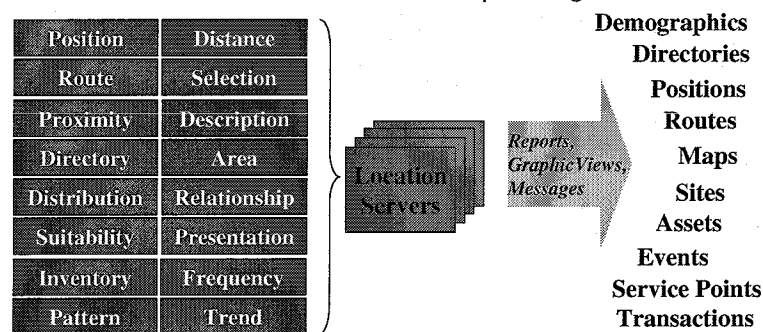 Position Distance
Route Selection
Proximity Description
Directory Area
Distribution Relationship
Suitability Presentation
Inventory Frequency
Pattern Trend
Location
Servers
Reports,
GraphicViews,
Messages
Demographics
Directories
Positions
Routes
Maps
Sites
Assets
Events
Service Points
Transactions